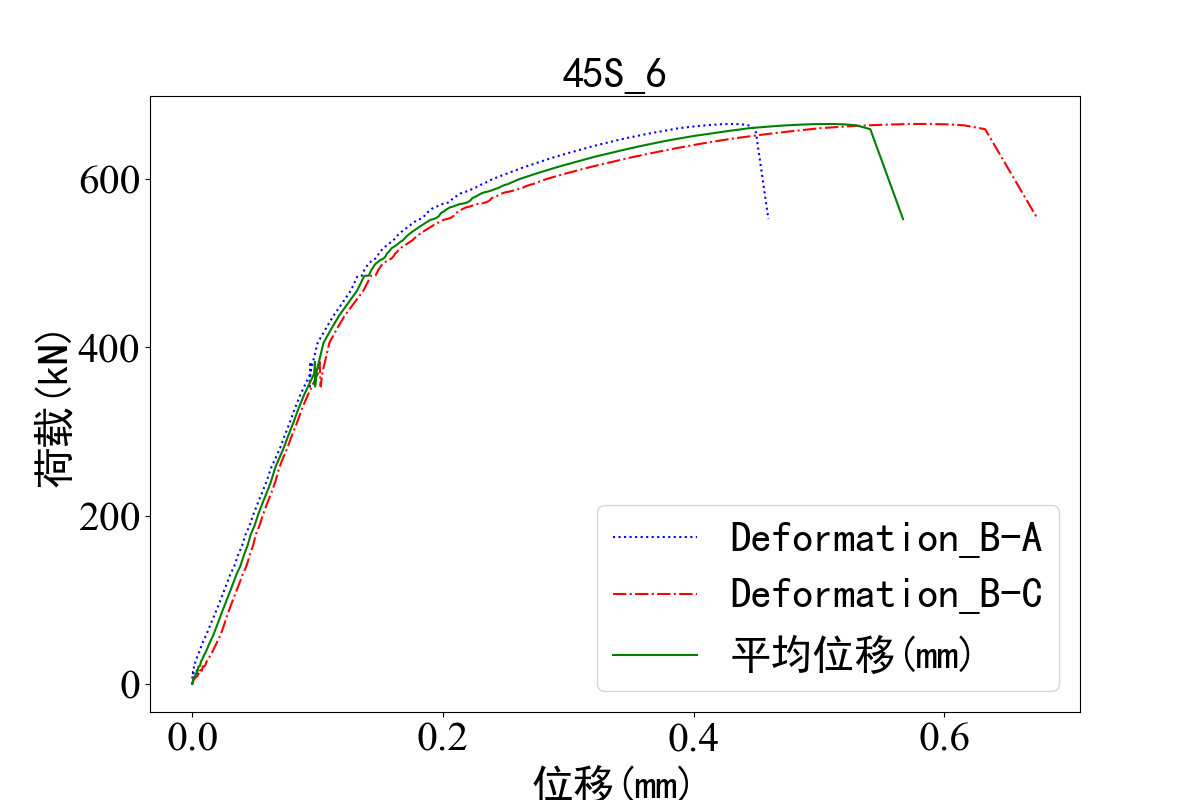 45S_6
荷载(kN)
600
400
200
0
0.0 0.2 0.4 0.6
位移(mm)
Deformation_B-A
Deformation_B-C
平均位移(mm)